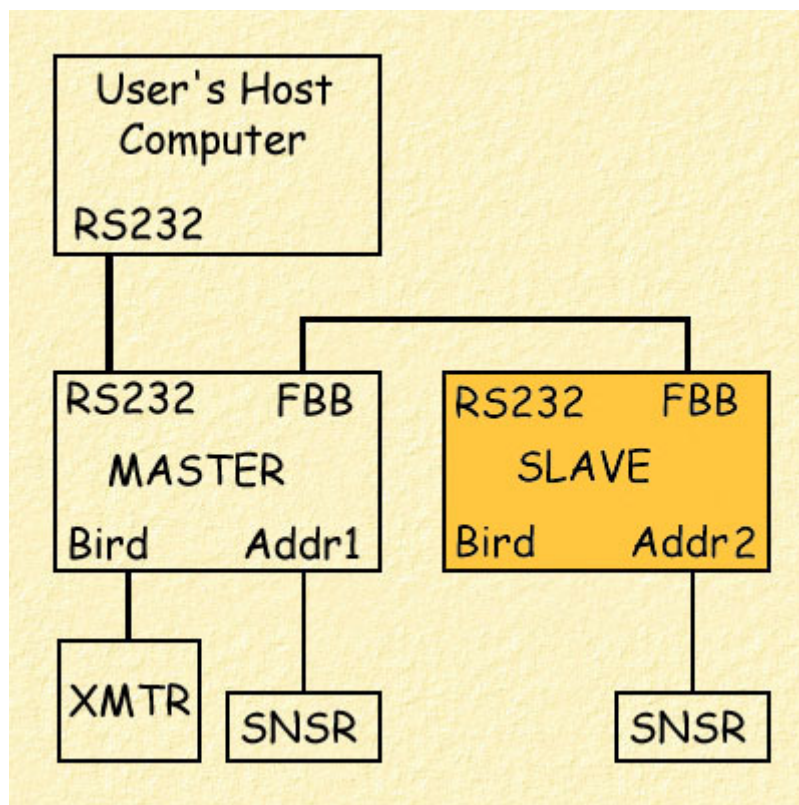 User's Host
Computer
RS232
RS232 FBB
MASTER
Bird Addr1
RS232 FBB
SLAVE
Bird Addr2
XMTR
SNSR
SNSR